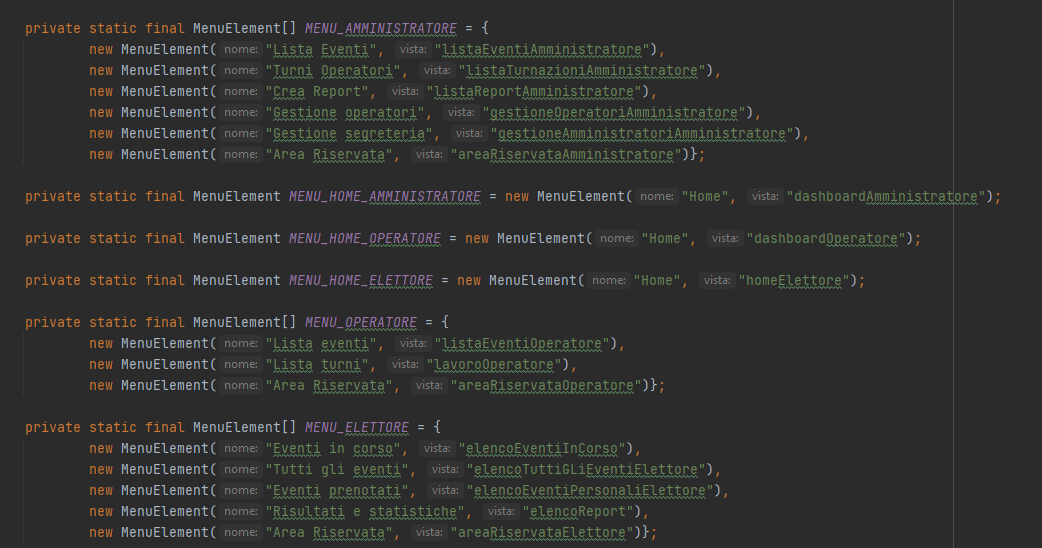 private static final MenuElement[] MENU_AMMINISTRATORE = {
new MenuElement( nome: "Lista Eventi", vista: "listaEventiAmministratore"),
new MenuElement( nome: "Turni Operatori", vista: "listaTurnazioniAmministratore"),
new MenuElement( nome: "Crea Report", vista: "listaReportAmministratore"),
new MenuElement( nome: "Gestione operatori", vista: "gestioneOperatoriAmministratore"),
new MenuElement( nome: "Gestione segreteria", vista: "gestioneAmministratoriAmministratore"),
new MenuElement( nome: "Area Riservata", vista: "areaRiservataAmministratore")};
private static final MenuElement MENU_HOME_AMMINISTRATORE = new MenuElement( nome: "Home", vista: "dashboardAmministratore");
private static final MenuElement MENU_HOME_OPERATORE = new MenuElement( nome: "Home", vista: "dashboardOperatore");
private static final MenuElement MENU_HOME_ELETTORE = new MenuElement( nome: "Home", vista: "homeElettore");
private static final MenuElement[] MENU_OPERATORE = {
new MenuElement( nome: "Lista eventi", vista: "listaEventiOperatore"),
new MenuElement( nome: "Lista turni", vista: "lavoroOperatore"),
new MenuElement( nome: "Area Riservata", vista: "areaRiservataOperatore")};
private static final MenuElement[] MENU_ELETTORE = {
new MenuElement( nome: "Eventi in corso", vista: "elencoEventiInCorso"),
new MenuElement( nome: "Tutti gli eventi", vista: "elencoTuttiGLiEventiElettore"),
new MenuElement( nome: "Eventi prenotati", vista: "elencoEventiPersonaliElettore"),
new MenuElement( nome: "Risultati e statistiche", vista: "elencoReport"),
new MenuElement( nome: "Area Riservata", vista: "areaRiservataElettore")};